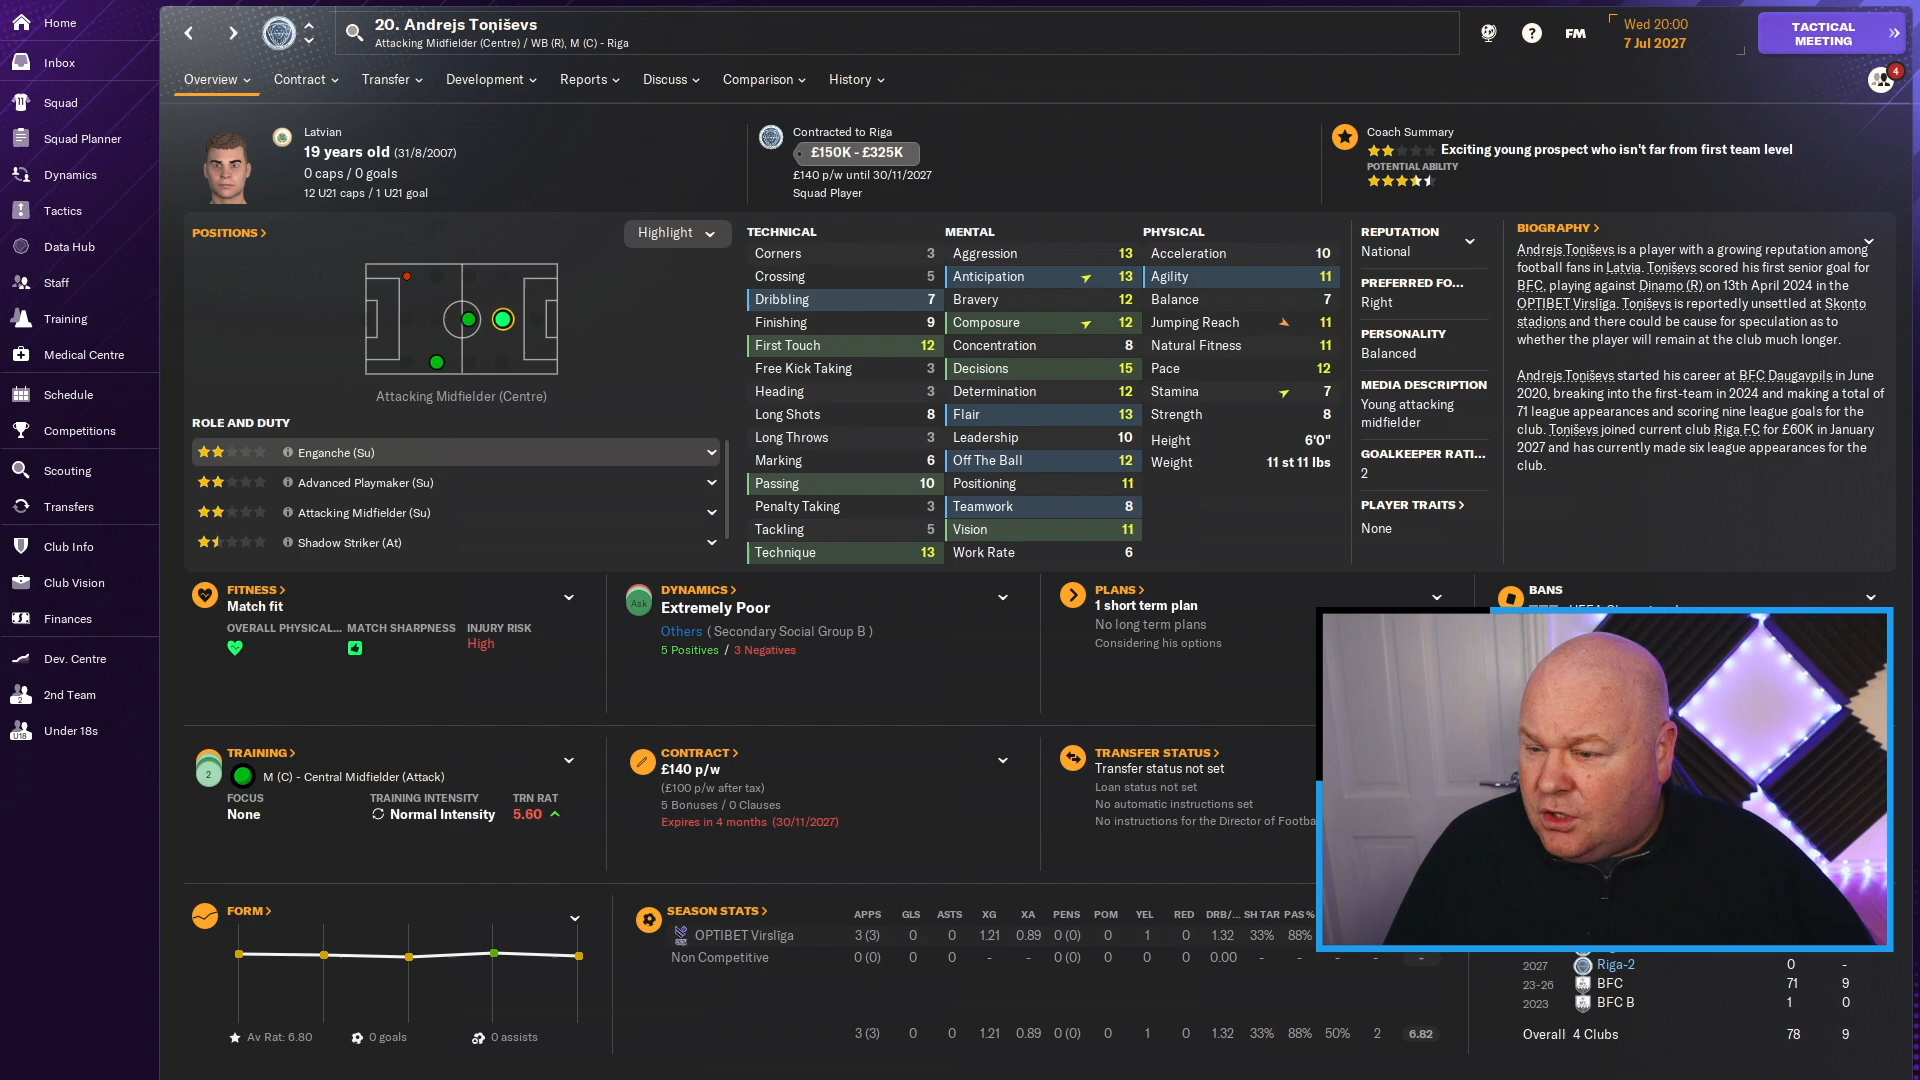 Home
Inbox
Squad
Squad Planner
Dynamics
Tactics
Data Hub
Staff
Training
Medical Centre
Schedule
Competitions
Scouting
Transfers
Club Info
Club Vision
Finances
Dev. Centre
2nd Team
Under 18s
20. Andrejs Toņiševs
Attacking Midfielder (Centre) / WB (R), M (C) - Riga
FM
Wed 20:00
7 Jul 2027
TACTICAL MEETING
4
Overview Contract Transfer Development Reports Discuss Comparison History
Latvian
19 years old (31/8/2007)
0 caps / 0 goals
12 U21 caps / 1 U21 goal
Contracted to Riga
£150K - £325K
£140 p/w until 30/11/2027
Squad Player
Coach Summary
Exciting young prospect who isn't far from first team level
POTENTIAL ABILITY
POSITIONS >
Highlight
Attacking Midfielder (Centre)
ROLE AND DUTY
Enganche (Su)
Advanced Playmaker (Su)
Attacking Midfielder (Su)
Shadow Striker (At)
TECHNICAL
Corners 3
Crossing 5
Dribbling 7
Finishing 9
First Touch 12
Free Kick Taking 3
Heading 3
Long Shots 8
Long Throws 3
Marking 6
Passing 10
Penalty Taking 3
Tackling 5
Technique 13
MENTAL
Aggression 13
Anticipation 13
Bravery 12
Composure 12
Concentration 8
Decisions 15
Determination 12
Flair 13
Leadership 10
Off The Ball 12
Positioning 11
Teamwork 8
Vision 11
Work Rate 6
PHYSICAL
Acceleration 10
Agility 11
Balance 7
Jumping Reach 11
Natural Fitness 11
Pace 12
Stamina 7
Strength 8
Height 6'0"
Weight 11 st 11 lbs
REPUTATION
National
PREFERRED FO...
Right
PERSONALITY
Balanced
MEDIA DESCRIPTION
Young attacking
midfielder
GOALKEEPER RATI...
2
PLAYER TRAITS >
None
BIOGRAPHY >
Andrejs Toņiševs is a player with a growing reputation among
football fans in Latvia. Toņiševs scored his first senior goal for
BFC, playing against Dinamo (R) on 13th April 2024 in the
OPTIBET Virslīga. Toņiševs is reportedly unsettled at Skonto
stadions and there could be cause for speculation as to
whether the player will remain at the club much longer.
Andrejs Toņiševs started his career at BFC Daugavpils in June
2020, breaking into the first-team in 2024 and making a total of
71 league appearances and scoring nine league goals for the
club. Toņiševs joined current club Riga FC for £60K in January
2027 and has currently made six league appearances for the
club.
FITNESS >
Match fit
OVERALL PHYSICAL... MATCH SHARPNESS INJURY RISK
High
DYNAMICS >
Ask
Extremely Poor
Others ( Secondary Social Group B )
5 Positives / 3 Negatives
PLANS >
1 short term plan
No long term plans
Considering his options
BANS
TRAINING >
2
M (C) - Central Midfielder (Attack)
FOCUS TRAINING INTENSITY TRN RAT
None Normal Intensity 5.60
CONTRACT >
£140 p/w
(£100 p/w after tax)
5 Bonuses / 0 Clauses
Expires in 4 months (30/11/2027)
TRANSFER STATUS >
Transfer status not set
Loan status not set
No automatic instructions set
No instructions for the Director of Footba
FORM >
Av Rat: 6.80 0 goals 0 assists
SEASON STATS > APPS GLS ASTS XG XA PENS POM YEL RED DRB/... SH TAR PAS %
OPTIBET Virslīga 3 (3) 0 0 1.21 0.89 0 (0) 0 1 0 1.32 33% 88%
Non Competitive 0 (0) 0 0 - - 0 (0) 0 0 0 0.00 - - - - -
3 (3) 0 0 1.21 0.89 0 (0) 0 1 0 1.32 33% 88% 50% 2 6.82
2027 Riga-2 0 -
23-26 BFC 71 9
2023 BFC B 1 0
Overall 4 Clubs 78 9